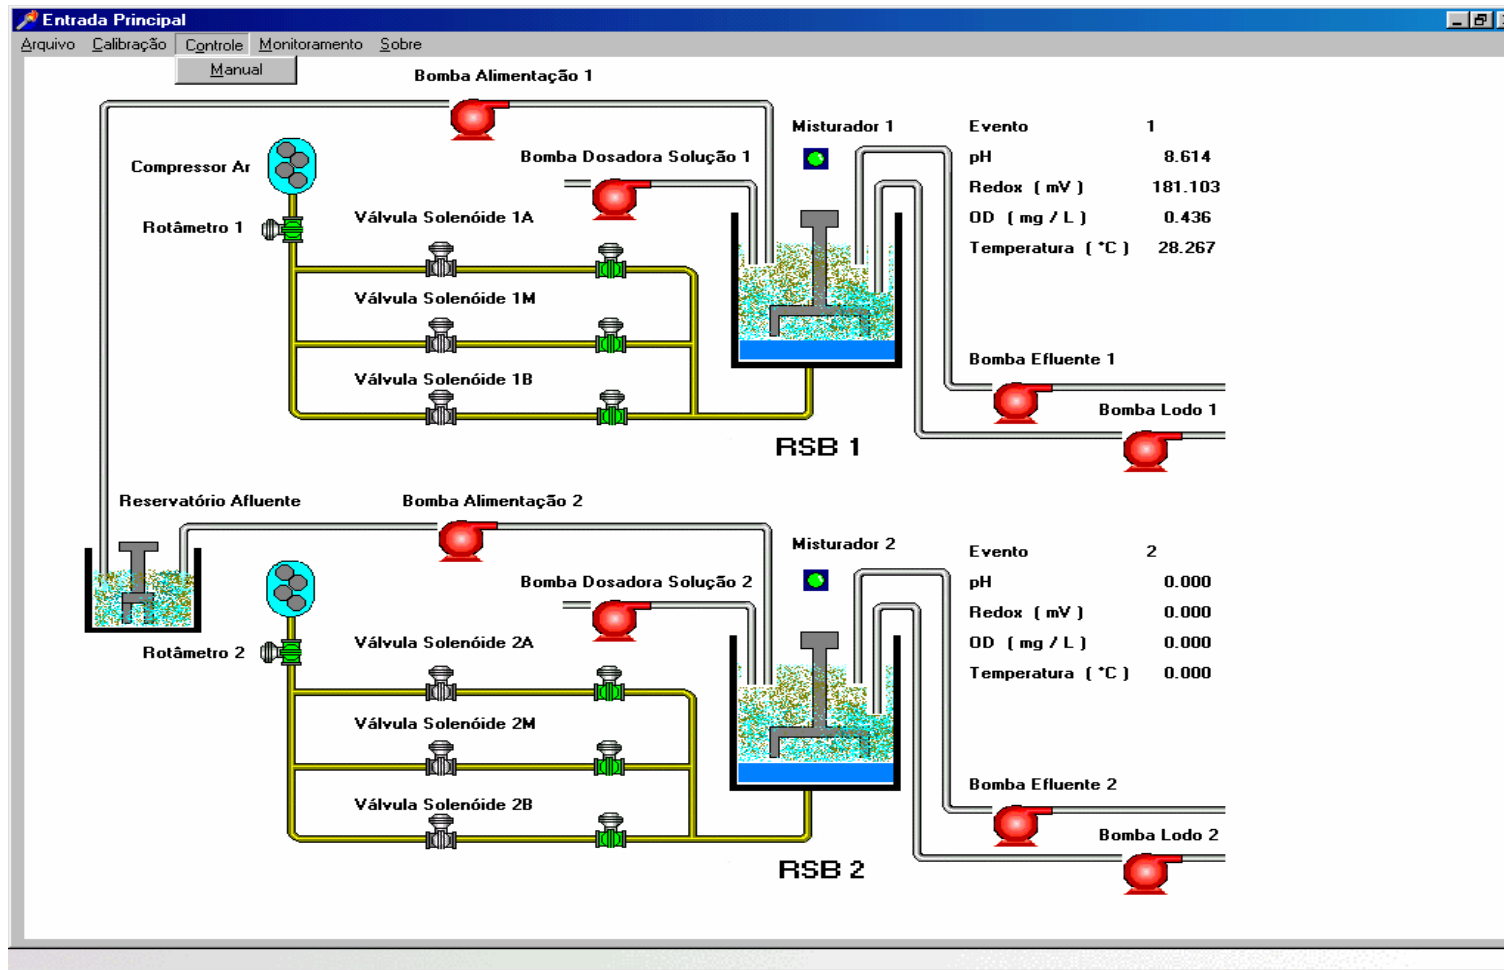 Entrada Principal
Arquivo Calibração Controle Monitoramento Sobre
Manual
Bomba Alimentação 1
Misturador 1
Evento 1
Compressor Ar
Bomba Dosadora Solução 1
pH 8.614
Redox ( mV ) 181.103
Rotâmetro 1
Válvula Solenóide 1A
OD ( mg / L ) 0.436
Temperatura ( °C ) 28.267
Válvula Solenóide 1M
Válvula Solenóide 1B
Bomba Efluente 1
Bomba Lodo 1
RSB 1
Reservatório Afluente
Bomba Alimentação 2
Misturador 2
Evento 2
Bomba Dosadora Solução 2
pH 0.000
Redox ( mV ) 0.000
Rotâmetro 2
Válvula Solenóide 2A
OD ( mg / L ) 0.000
Temperatura ( °C ) 0.000
Válvula Solenóide 2M
Válvula Solenóide 2B
Bomba Efluente 2
Bomba Lodo 2
RSB 2